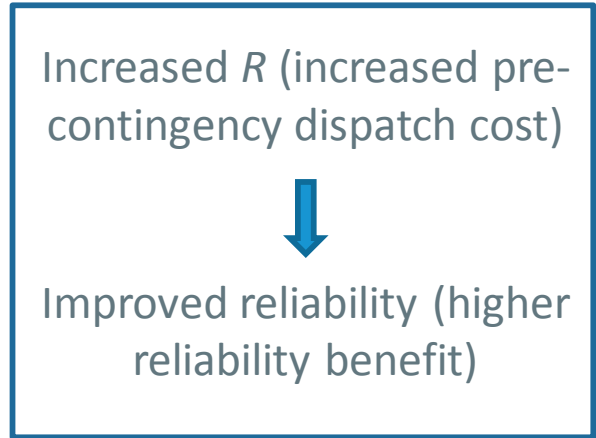 Increased R (increased pre-
contingency dispatch cost)
Improved reliability (higher
reliability benefit)